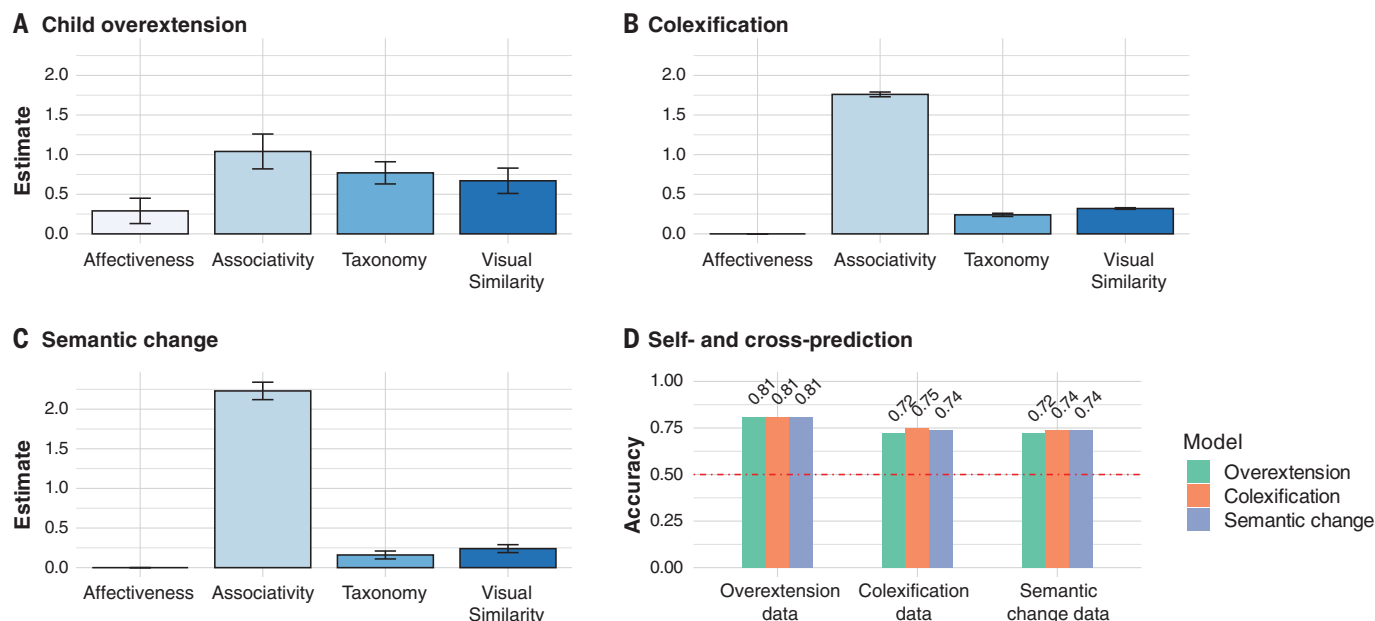 A Child overextension
Estimate
2.0
1.5
1.0
0.5
0.0
Affectiveness Associativity Taxonomy Visual
Similarity
B Colexification
2.0
1.5
1.0
0.5
0.0
Affectiveness Associativity Taxonomy Visual
Similarity
C Semantic change
Estimate
2.0
1.5
1.0
0.5
0.0
Affectiveness Associativity Taxonomy Visual
Similarity
D Self- and cross-prediction
Accuracy
1.00
0.75
0.50
0.25
0.00
0.81 0.81 0.81 0.72 0.75 0.74 0.72 0.74 0.74
Overextension Colexification Semantic
data data change data
Model
Overextension
Colexification
Semantic change